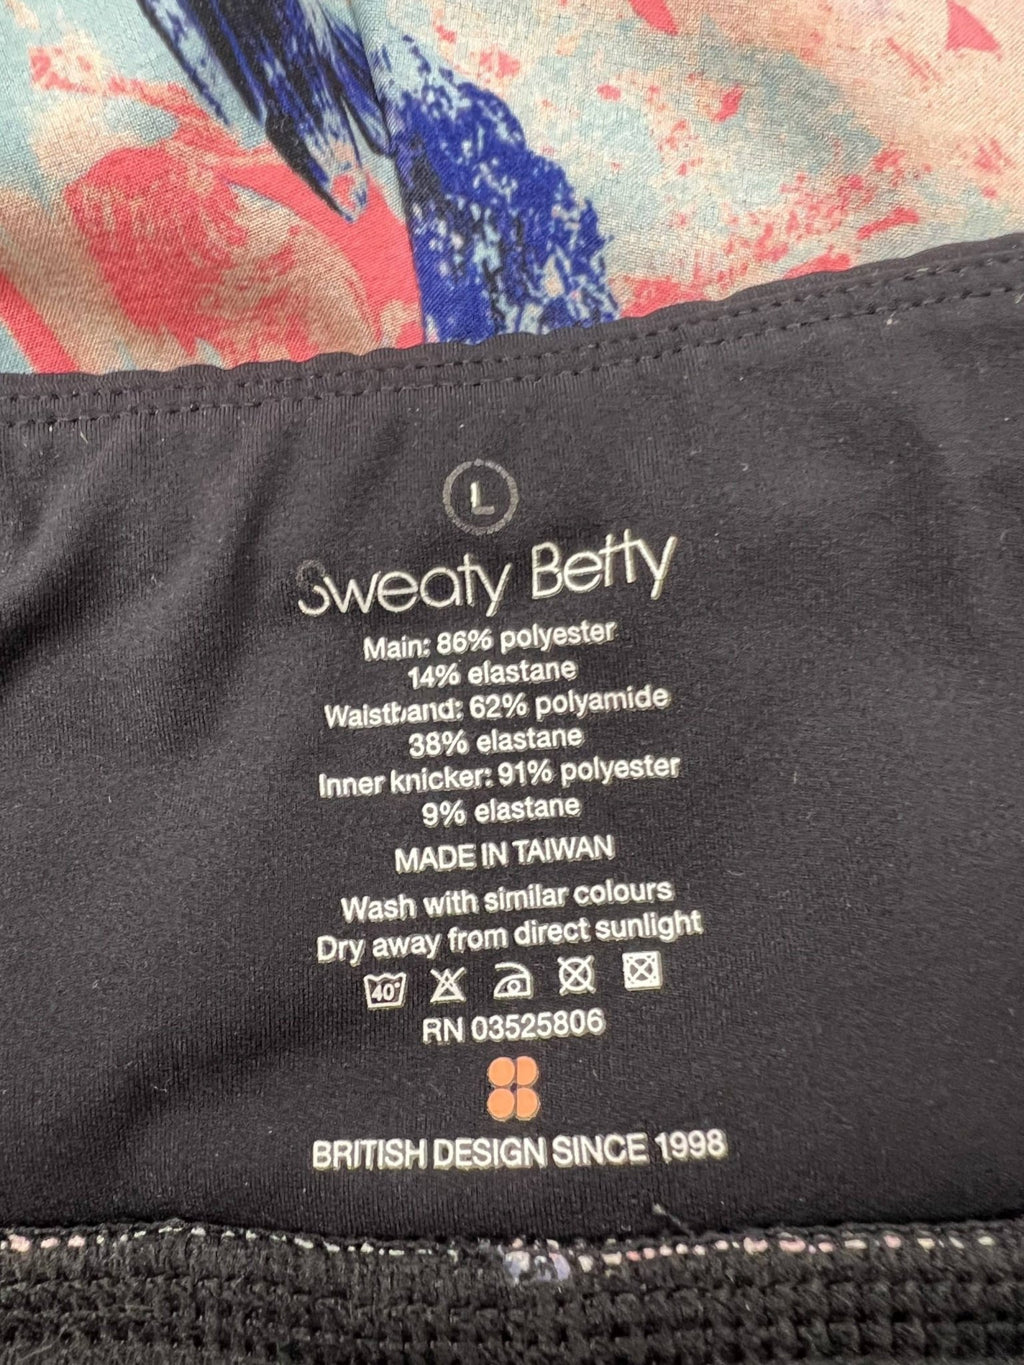 L
Sweaty Betty
Main: 86% polyester
14% elastane
Waistband: 62% polyamide
38% elastane
Inner knicker: 91% polyester
9% elastane
MADE IN TAIWAN
Wash with similar colours
Dry away from direct sunlight
40°
RN 03525806
BRITISH DESIGN SINCE 1998